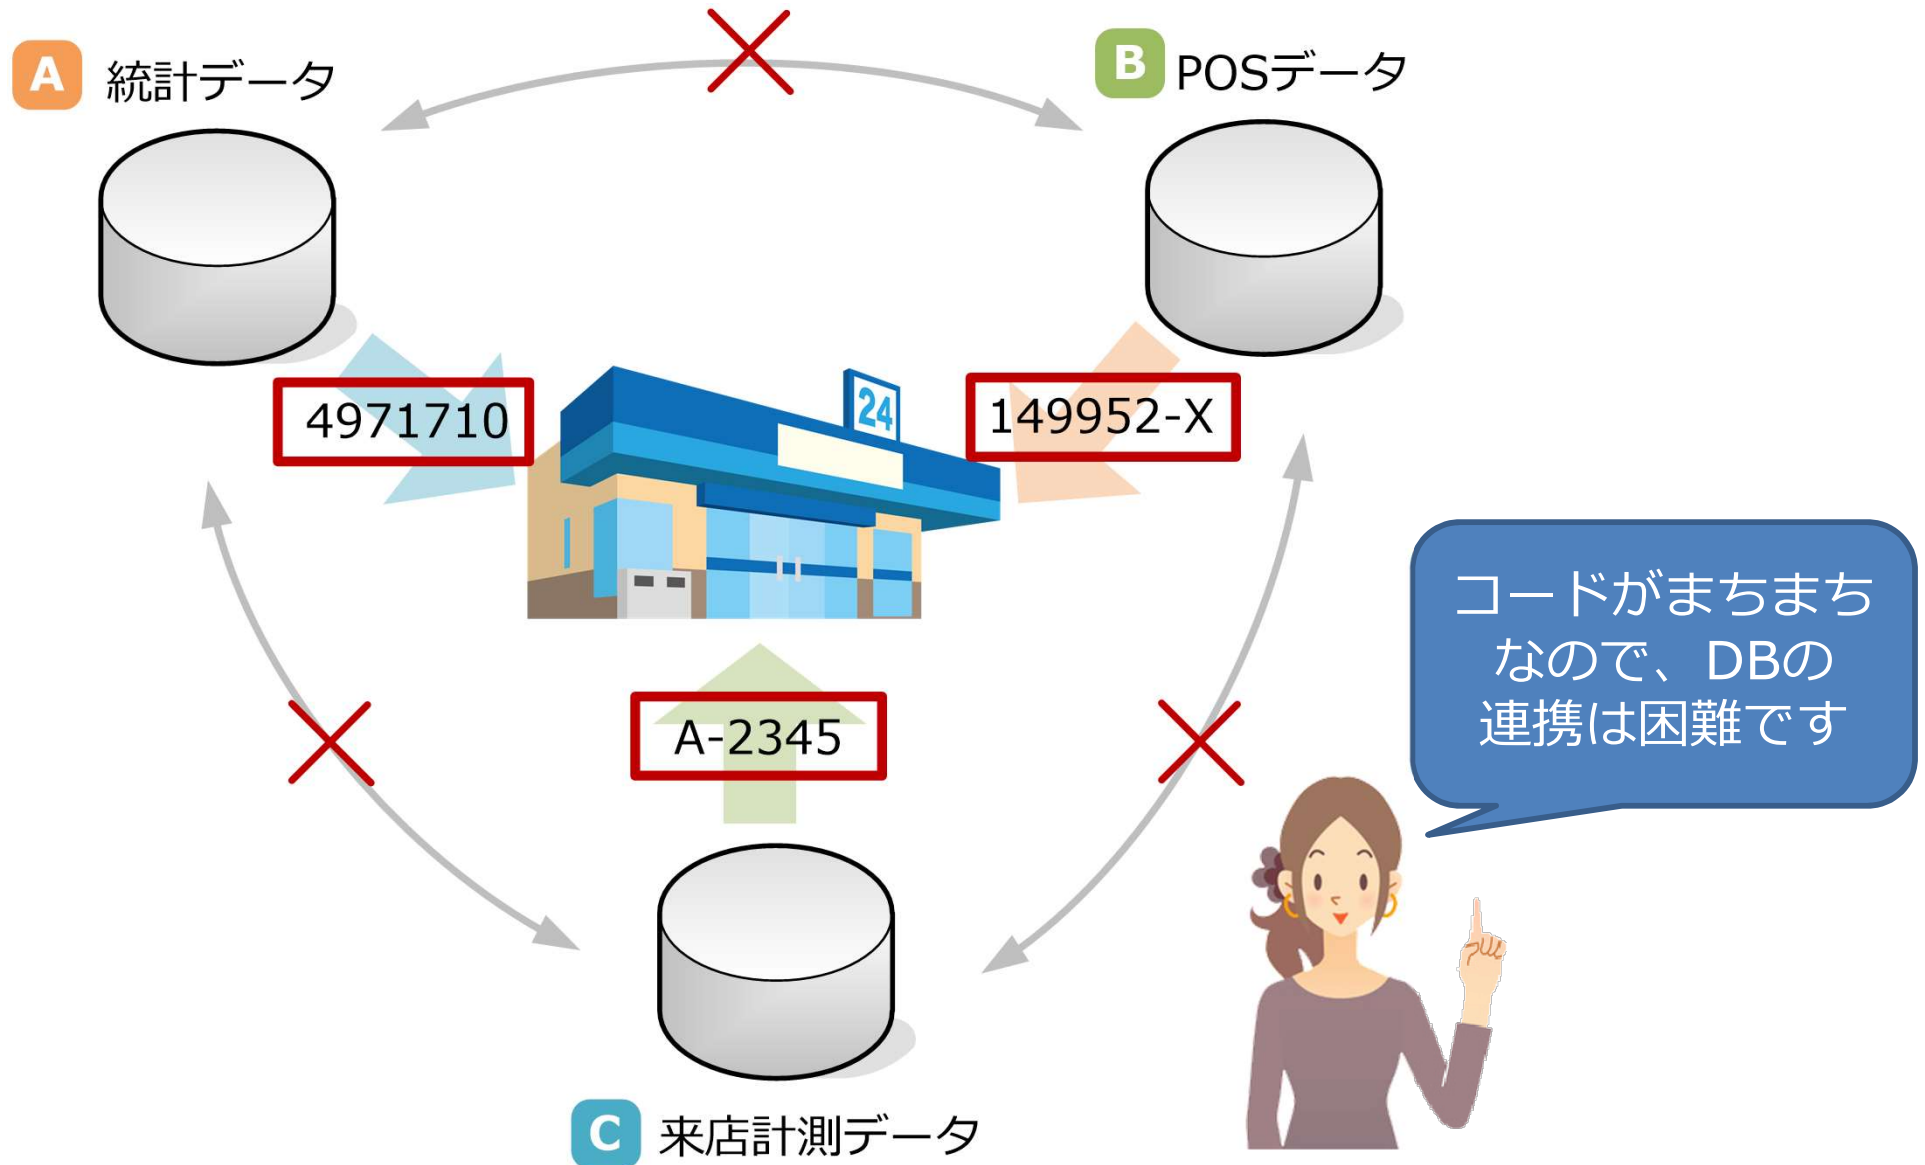 A 統計データ
B POSデータ
4971710
24
149952-X
コードがまちまち
なので、DBの
連携は困難です
A-2345
C 来店計測データ